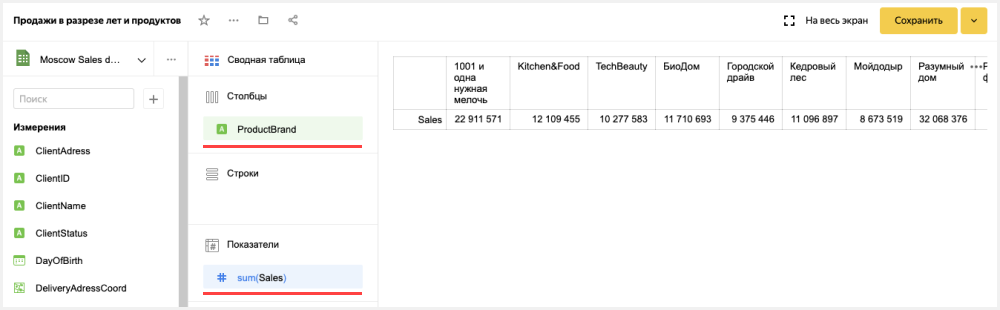 Продажи в разрезе лет и продуктов
На весь экран
Сохранить
Moscow Sales d...
Поиск
Измерения
ClientAdress
ClientID
ClientName
ClientStatus
DayOfBirth
DeliveryAdressCoord
Сводная таблица
Столбцы
ProductBrand
Строки
Показатели
sum(Sales)
1001 и одна нужная мелочь Kitchen&Food TechBeauty БиоДом Городской драйв Кедровый лес Мойдодыр Разумный дом
Sales 22 911 571 12 109 455 10 277 583 11 710 693 9 375 446 11 096 897 8 673 519 32 068 376